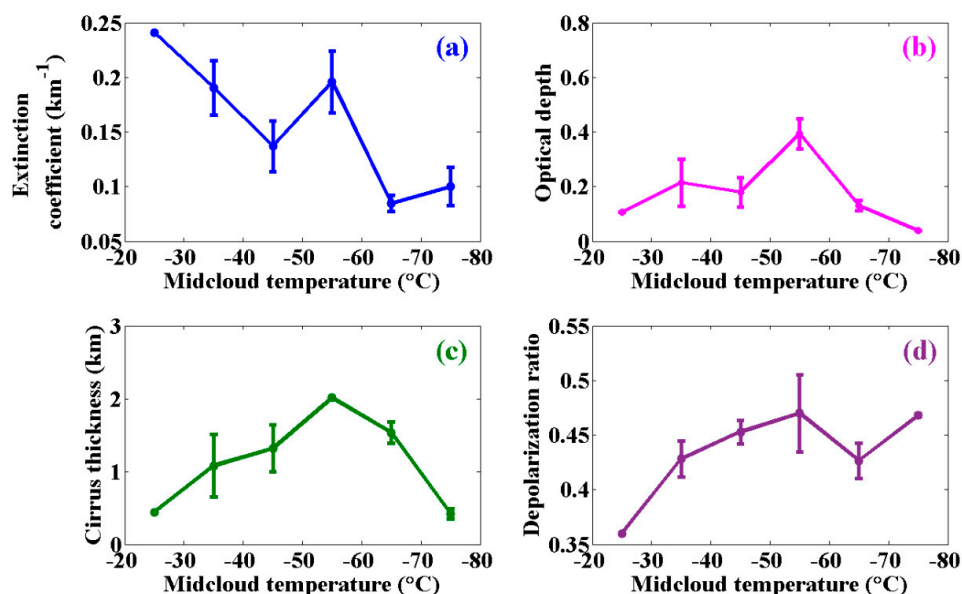 0.25
0.2
0.15
0.1
0.05
Extinction
coefficient (km⁻¹)
(a)
-20 -30 -40 -50 -60 -70 -80
Midcloud temperature (°C)
0.8
0.6
0.4
0.2
0
Optical depth
(b)
-20 -30 -40 -50 -60 -70 -80
Midcloud temperature (°C)
3
2
1
0
Cirrus thickness (km)
(c)
-20 -30 -40 -50 -60 -70 -80
Midcloud temperature (°C)
0.55
0.5
0.45
0.4
0.35
Depolarization ratio
(d)
-20 -30 -40 -50 -60 -70 -80
Midcloud temperature (°C)